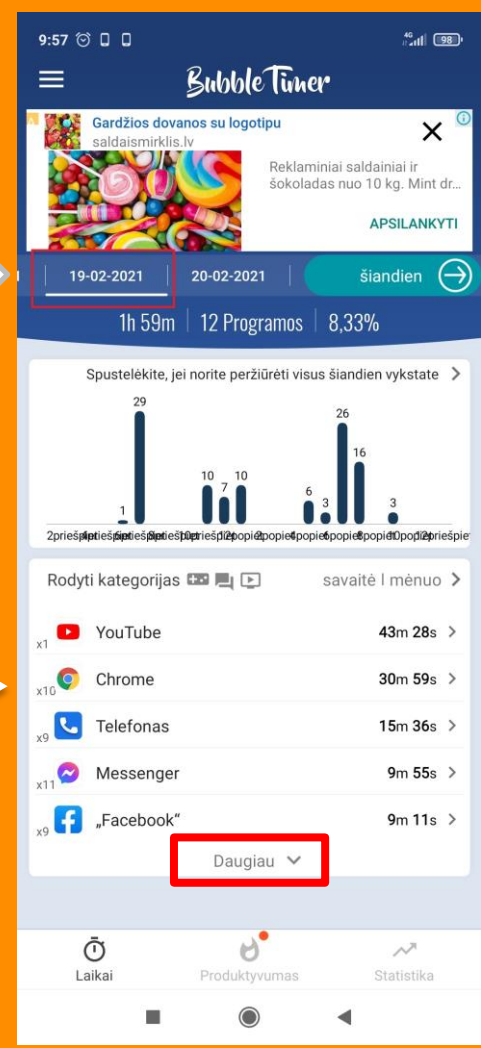 9:57
4G
98
Bubble Timer
Gardžios dovanos su logotipu
saldaismirklis.lv
Reklaminiai saldainiai ir
šokoladas nuo 10 kg. Mint dr...
APSILANKYTI
19-02-2021 | 20-02-2021 | šiandien
1h 59m | 12 Programos | 8,33%
Spustelėkite, jei norite peržiūrėti visus šiandien vykstate >
29
26
16
10 10
7
6
3 3
1
Rodyti kategorijas savaitė | mėnuo >
x1 YouTube 43m 28s >
x10 Chrome 30m 59s >
x9 Telefonas 15m 36s >
x11 Messenger 9m 55s >
x9 „Facebook“ 9m 11s >
Daugiau
Laikai Produktyvumas Statistika